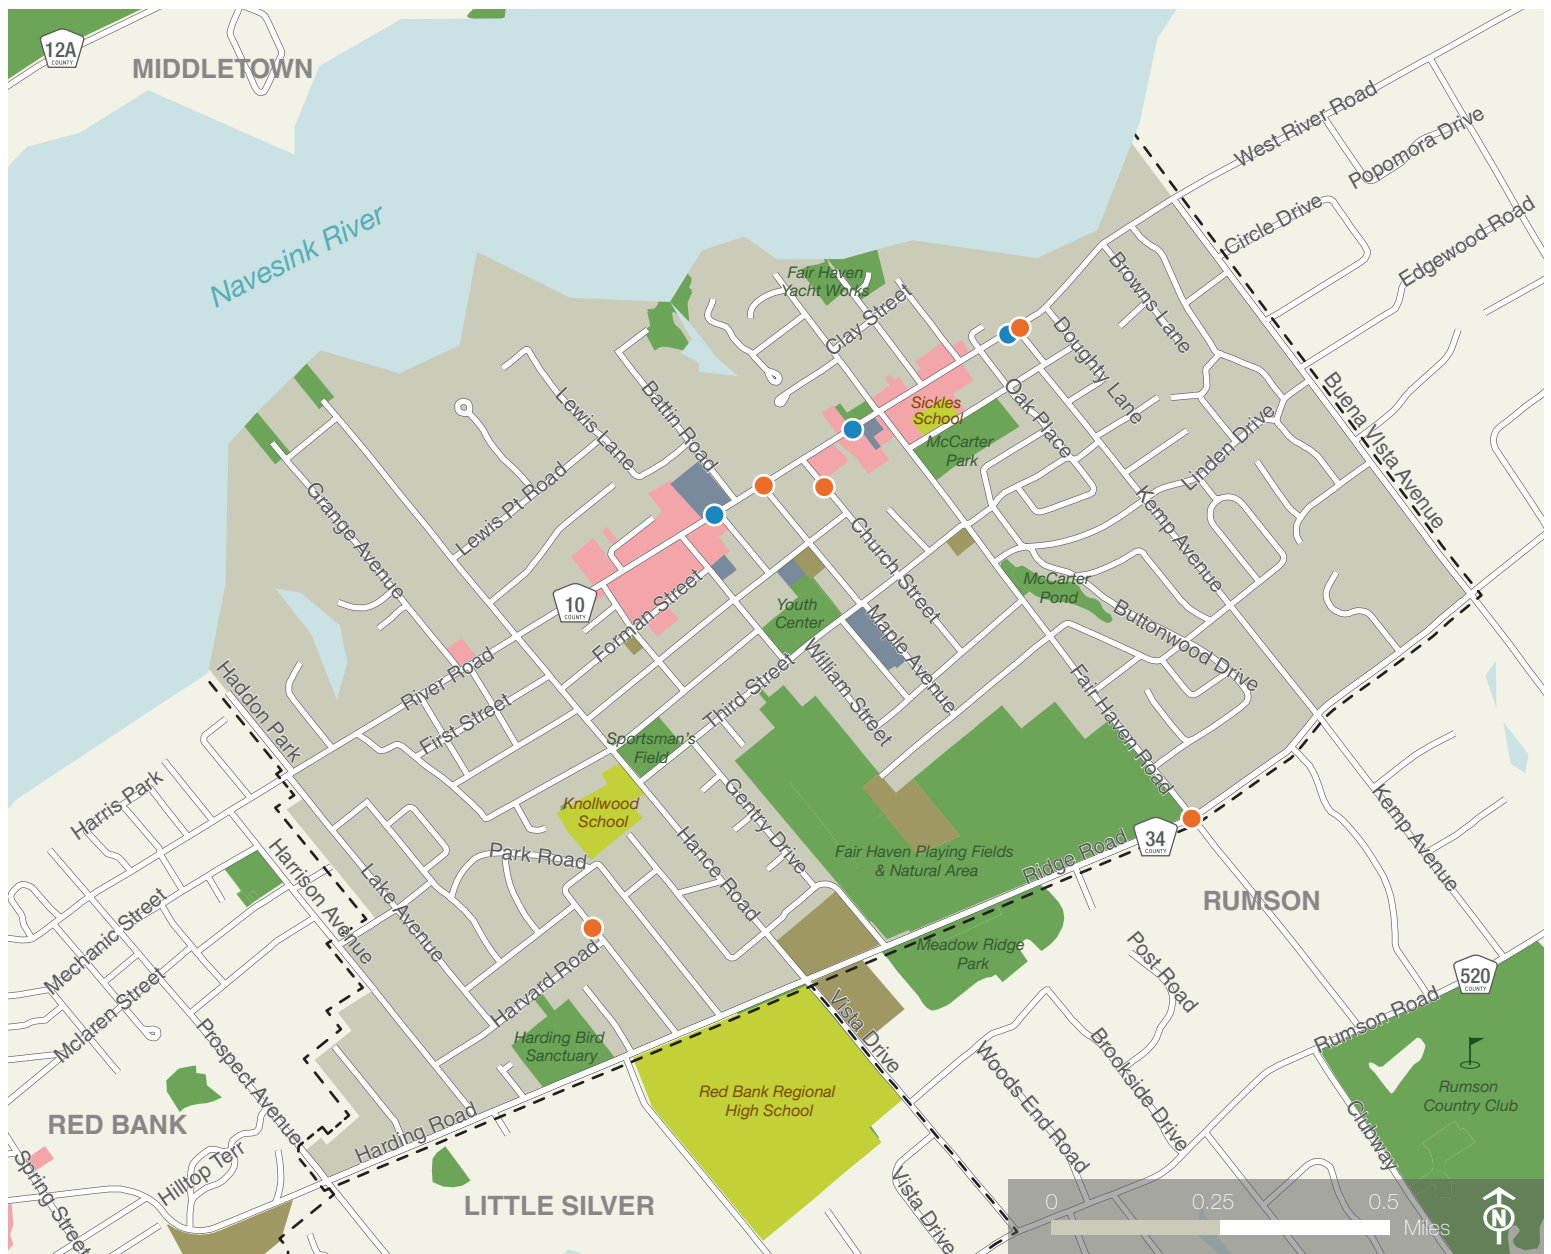 12A
COUNTY
MIDDLETOWN
West River Road
Popomora Drive
Circle Drive
Edgewood Road
Navesink River
Fair Haven
Yacht Works
Clay Street
Browns Lane
Doughty Lane
Buena VIsta Avenue
Lewis Lane
Battin Road
Sickles
School
Oak Place
McCarter
Park
Linden Drive
Grange Avenue
Lewis Pt Road
Kemp Avenue
Church Street
10
COUNTY
Forman Street
Youth
Center
McCarter
Pond
Buttonwood Drive
Maple Avenue
William Street
Haddon Park
River Road
First Street
Third Street
Fair Haven Road
Sportsman's
Field
Harris Park
Knollwood
School
Gentry Drive
Kemp Avenue
Park Road
Hance Road
Fair Haven Playing Fields
& Natural Area
Ridge Road
34
COUNTY
RUMSON
Harrison Avenue
Lake Avenue
Mechanic Street
Harvard Road
Meadow Ridge
Park
Post Road
520
COUNTY
Mclaren Street
Prospect Avenue
Harding Bird
Sanctuary
Vista Drive
Rumson Road
Woods End Road
Brookside Drive
Rumson
Country Club
Red Bank Regional
High School
RED BANK
Harding Road
Clubway
Hilltop Terr
Spring Street
LITTLE SILVER
Vista Drive
0
0.25
0.5
Miles
N